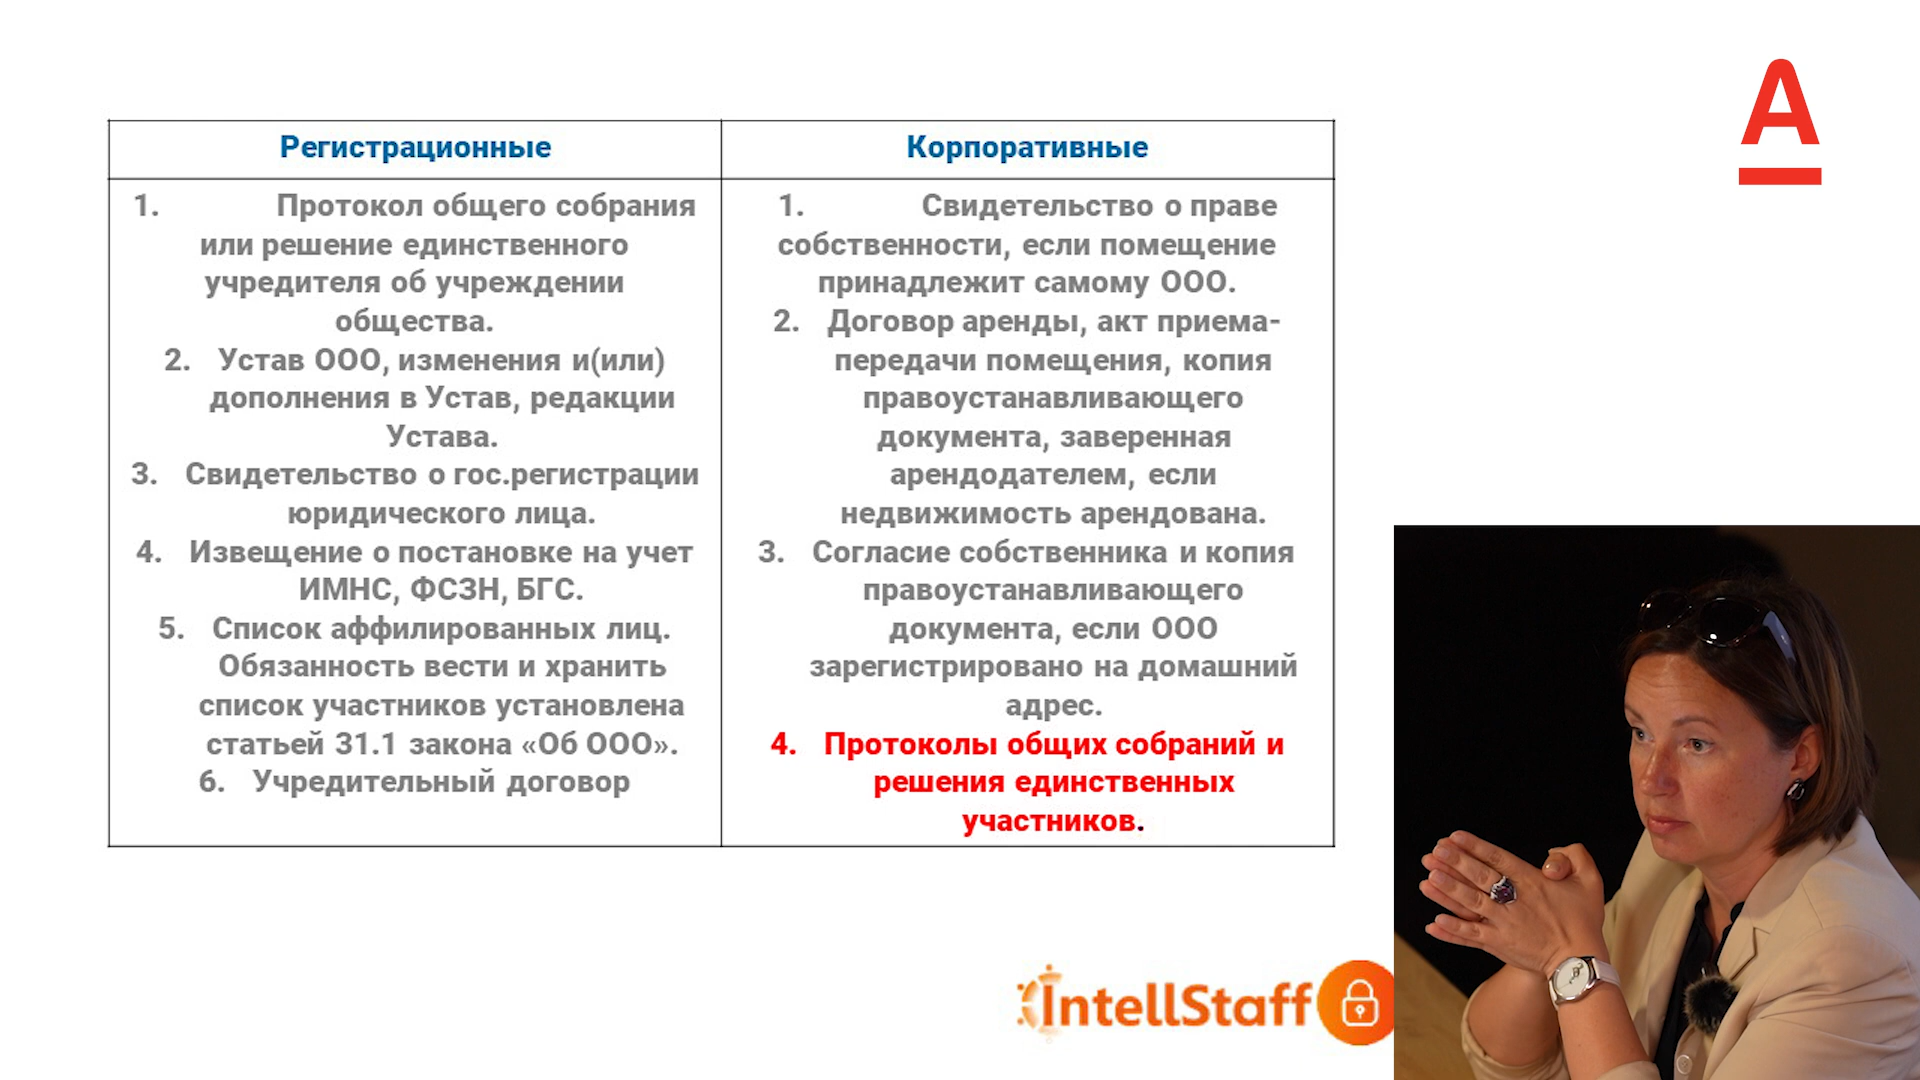 Регистрационные
1. Протокол общего собрания
или решение единственного
учредителя об учреждении
общества.
2. Устав ООО, изменения и(или)
дополнения в Устав, редакции
Устава.
3. Свидетельство о гос.регистрации
юридического лица.
4. Извещение о постановке на учет
ИМНС, ФСЗН, БГС.
5. Список аффилированных лиц.
Обязанность вести и хранить
список участников установлена
статьей 31.1 закона «Об ООО».
6. Учредительный договор
Корпоративные
1. Свидетельство о праве
собственности, если помещение
принадлежит самому ООО.
2. Договор аренды, акт приема-
передачи помещения, копия
правоустанавливающего
документа, заверенная
арендодателем, если
недвижимость арендована.
3. Согласие собственника и копия
правоустанавливающего
документа, если ООО
зарегистрировано на домашний
адрес.
4. Протоколы общих собраний и
решения единственных
участников.
А
IntellStaff